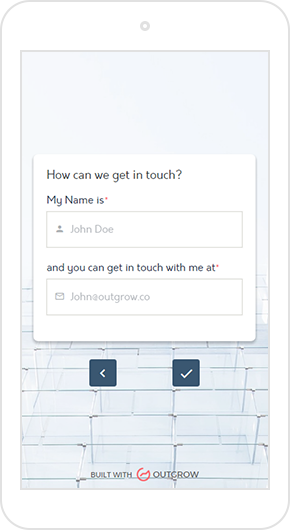 How can we get in touch?
My Name is*
John Doe
and you can get in touch with me at*
John@outgrow.co
BUILT WITH OUTGROW